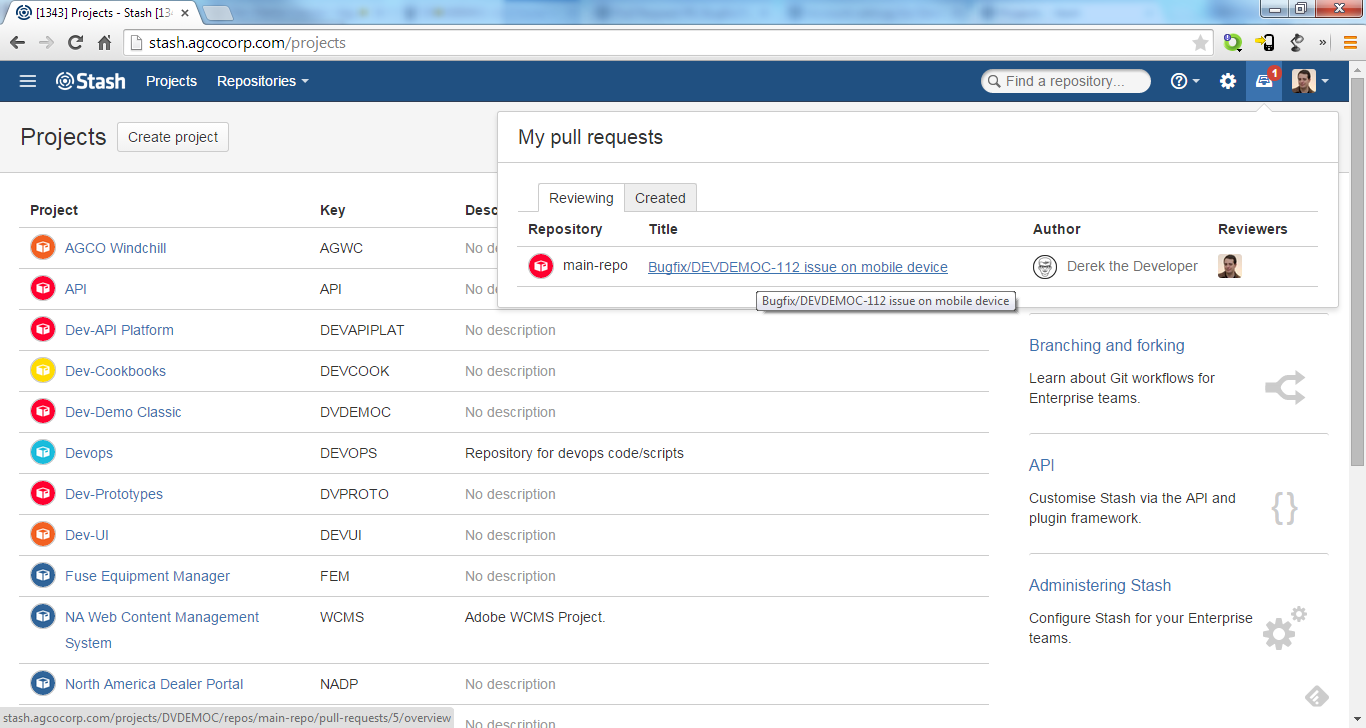 [1343] Projects - Stash [13
stash.agcocorp.com/projects
Stash Projects Repositories Find a repository... 1
Projects Create project
My pull requests
Reviewing Created
Repository Title Author Reviewers
main-repo Bugfix/DEVDEMOC-112 issue on mobile device Derek the Developer
Bugfix/DEVDEMOC-112 issue on mobile device
Project Key Desc
AGCO Windchill AGWC No de
API API No de
Dev-API Platform DEVAPIPLAT No description
Dev-Cookbooks DEVCOOK No description
Dev-Demo Classic DVDEMOC No description
Devops DEVOPS Repository for devops code/scripts
Dev-Prototypes DVPROTO No description
Dev-UI DEVUI No description
Fuse Equipment Manager FEM No description
NA Web Content Management WCMS Adobe WCMS Project.
System
North America Dealer Portal NADP No description
No description
Branching and forking
Learn about Git workflows for
Enterprise teams.
API
Customise Stash via the API and
plugin framework.
{}
Administering Stash
Configure Stash for your Enterprise
teams.
stash.agcocorp.com/projects/DVDEMOC/repos/main-repo/pull-requests/5/overview